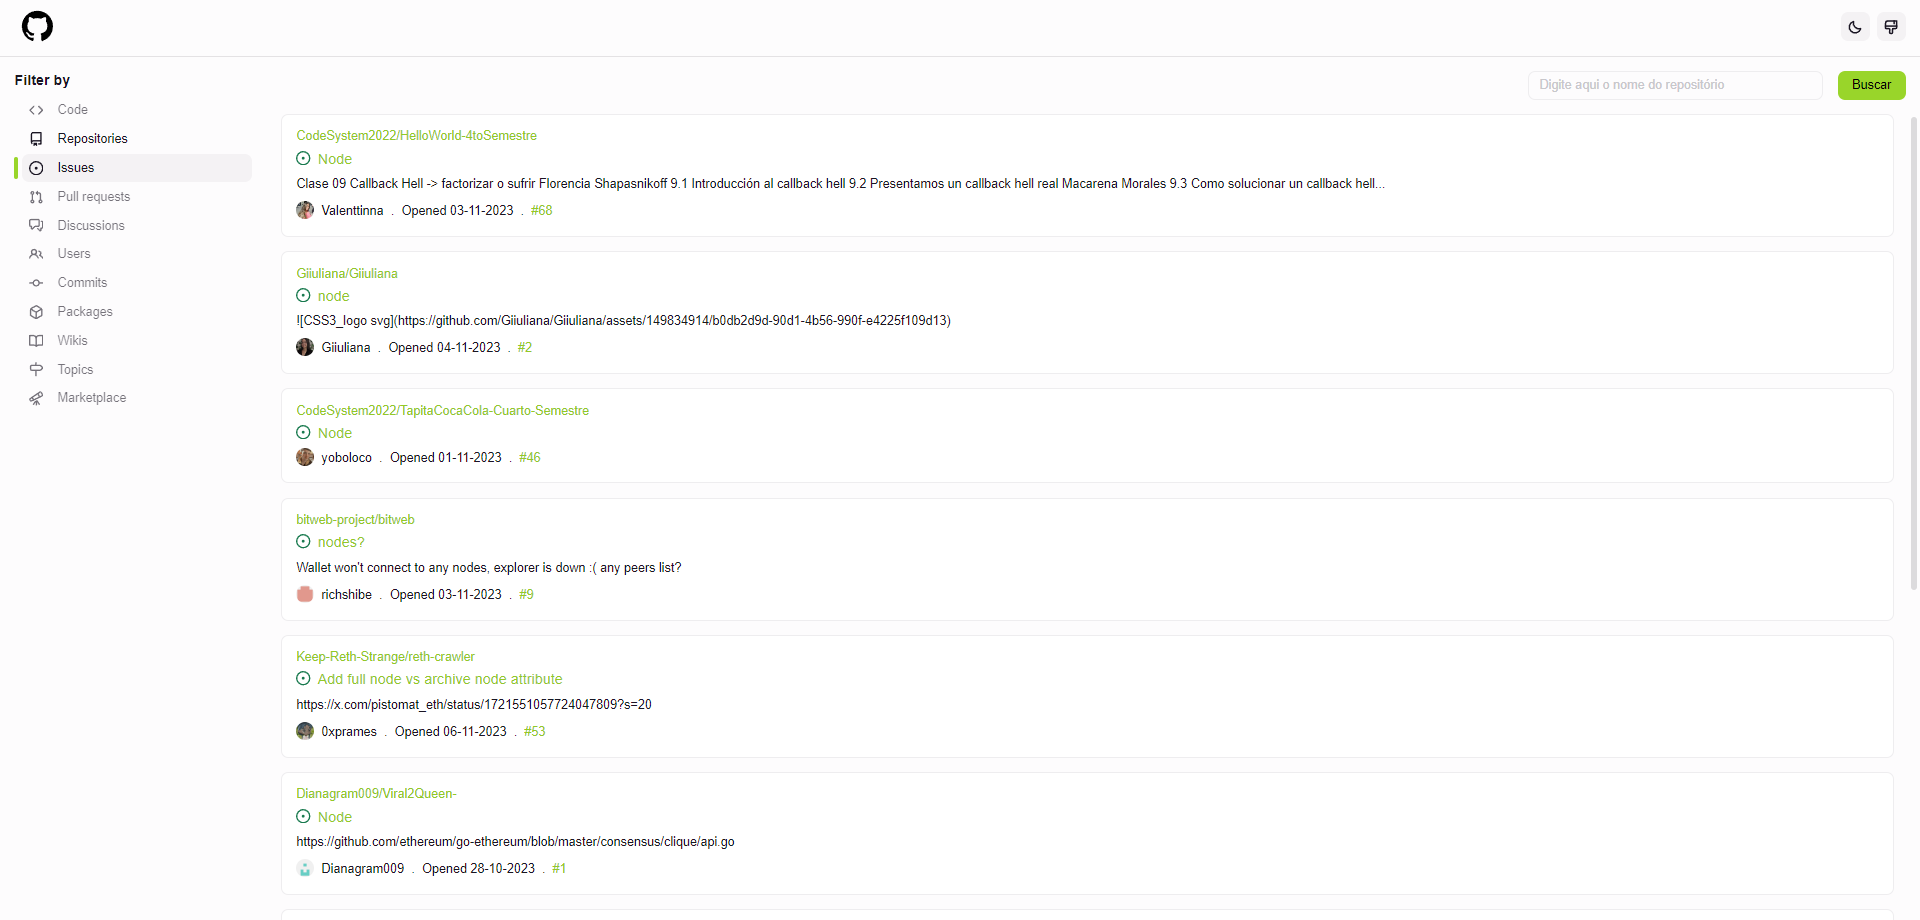 Filter by
Code
Repositories
Issues
Pull requests
Discussions
Users
Commits
Packages
Wikis
Topics
Marketplace
Digite aqui o nome do repositório
Buscar
CodeSystem2022/HelloWorld-4toSemestre
Node
Clase 09 Callback Hell -> factorizar o sufrir Florencia Shapasnikoff 9.1 Introducción al callback hell 9.2 Presentamos un callback hell real Macarena Morales 9.3 Como solucionar un callback hell...
Valenttinna . Opened 03-11-2023 . #68
Giiuliana/Giiuliana
node
![CSS3_logo svg](https://github.com/Giiuliana/Giiuliana/assets/149834914/b0db2d9d-90d1-4b56-990f-e4225f109d13)
Giiuliana . Opened 04-11-2023 . #2
CodeSystem2022/TapitaCocaCola-Cuarto-Semestre
Node
yoboloco . Opened 01-11-2023 . #46
bitweb-project/bitweb
nodes?
Wallet won't connect to any nodes, explorer is down :( any peers list?
richshibe . Opened 03-11-2023 . #9
Keep-Reth-Strange/reth-crawler
Add full node vs archive node attribute
https://x.com/pistomat_eth/status/1721551057724047809?s=20
0xprames . Opened 06-11-2023 . #53
Dianagram009/Viral2Queen-
Node
https://github.com/ethereum/go-ethereum/blob/master/consensus/clique/api.go
Dianagram009 . Opened 28-10-2023 . #1